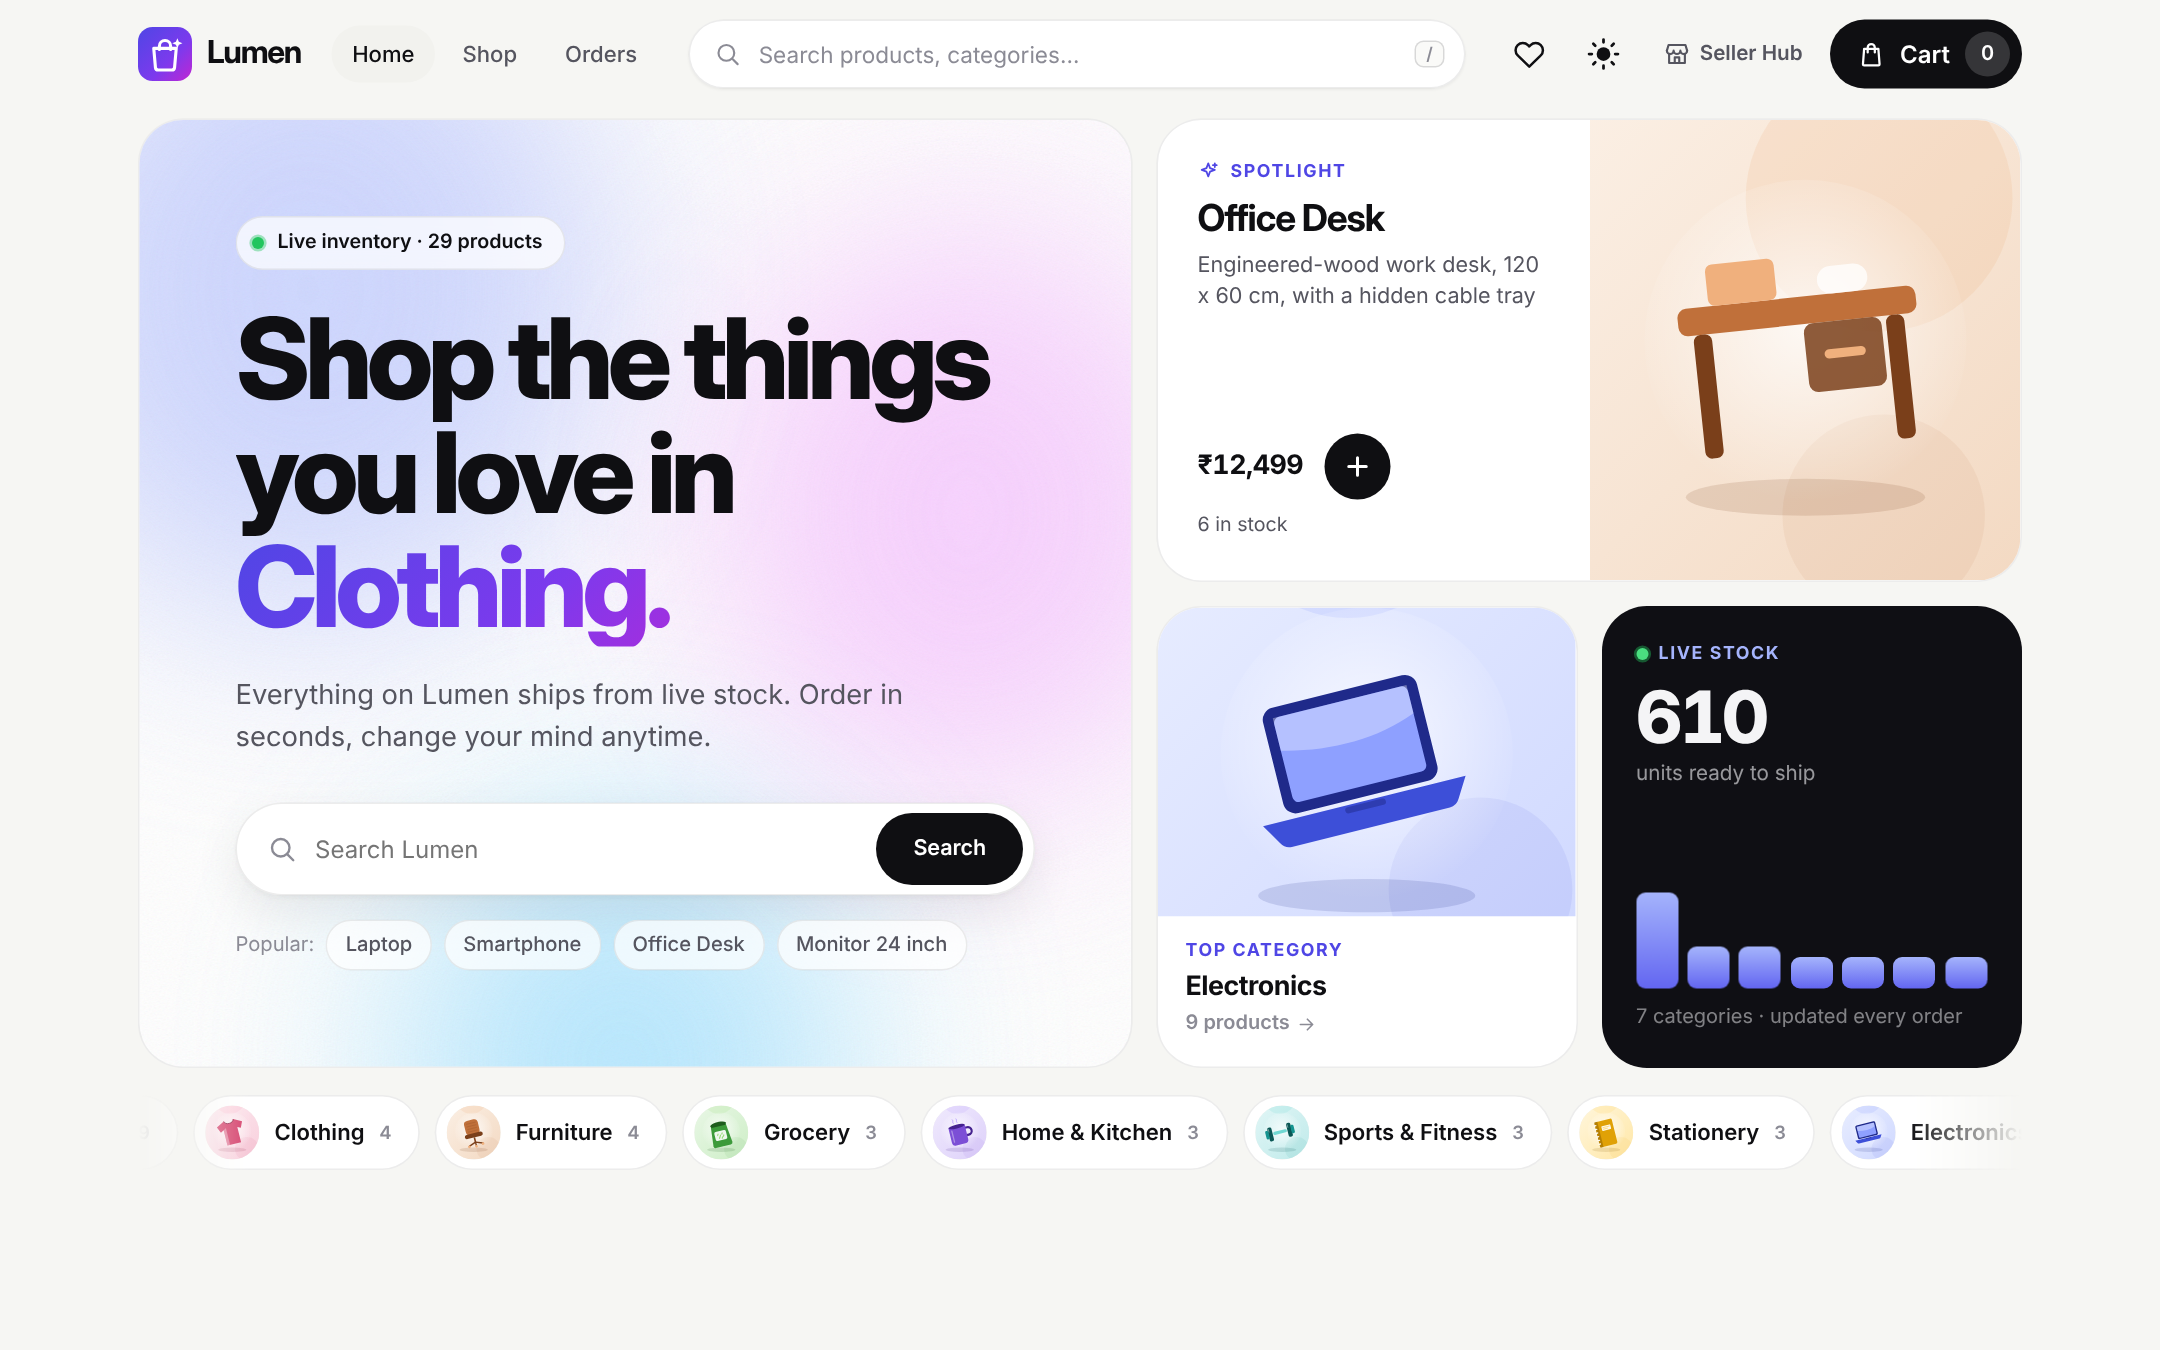 Lumen
Home
Shop
Orders
Search products, categories...
/
Seller Hub
Cart
0
Live inventory · 29 products
Shop the things
you love in
Clothing.
Everything on Lumen ships from live stock. Order in
seconds, change your mind anytime.
Search Lumen
Search
Popular:
Laptop
Smartphone
Office Desk
Monitor 24 inch
SPOTLIGHT
Office Desk
Engineered-wood work desk, 120
x 60 cm, with a hidden cable tray
₹12,499
6 in stock
TOP CATEGORY
Electronics
9 products →
LIVE STOCK
610
units ready to ship
7 categories · updated every order
9
Clothing 4
Furniture 4
Grocery 3
Home & Kitchen 3
Sports & Fitness 3
Stationery 3
Electronic